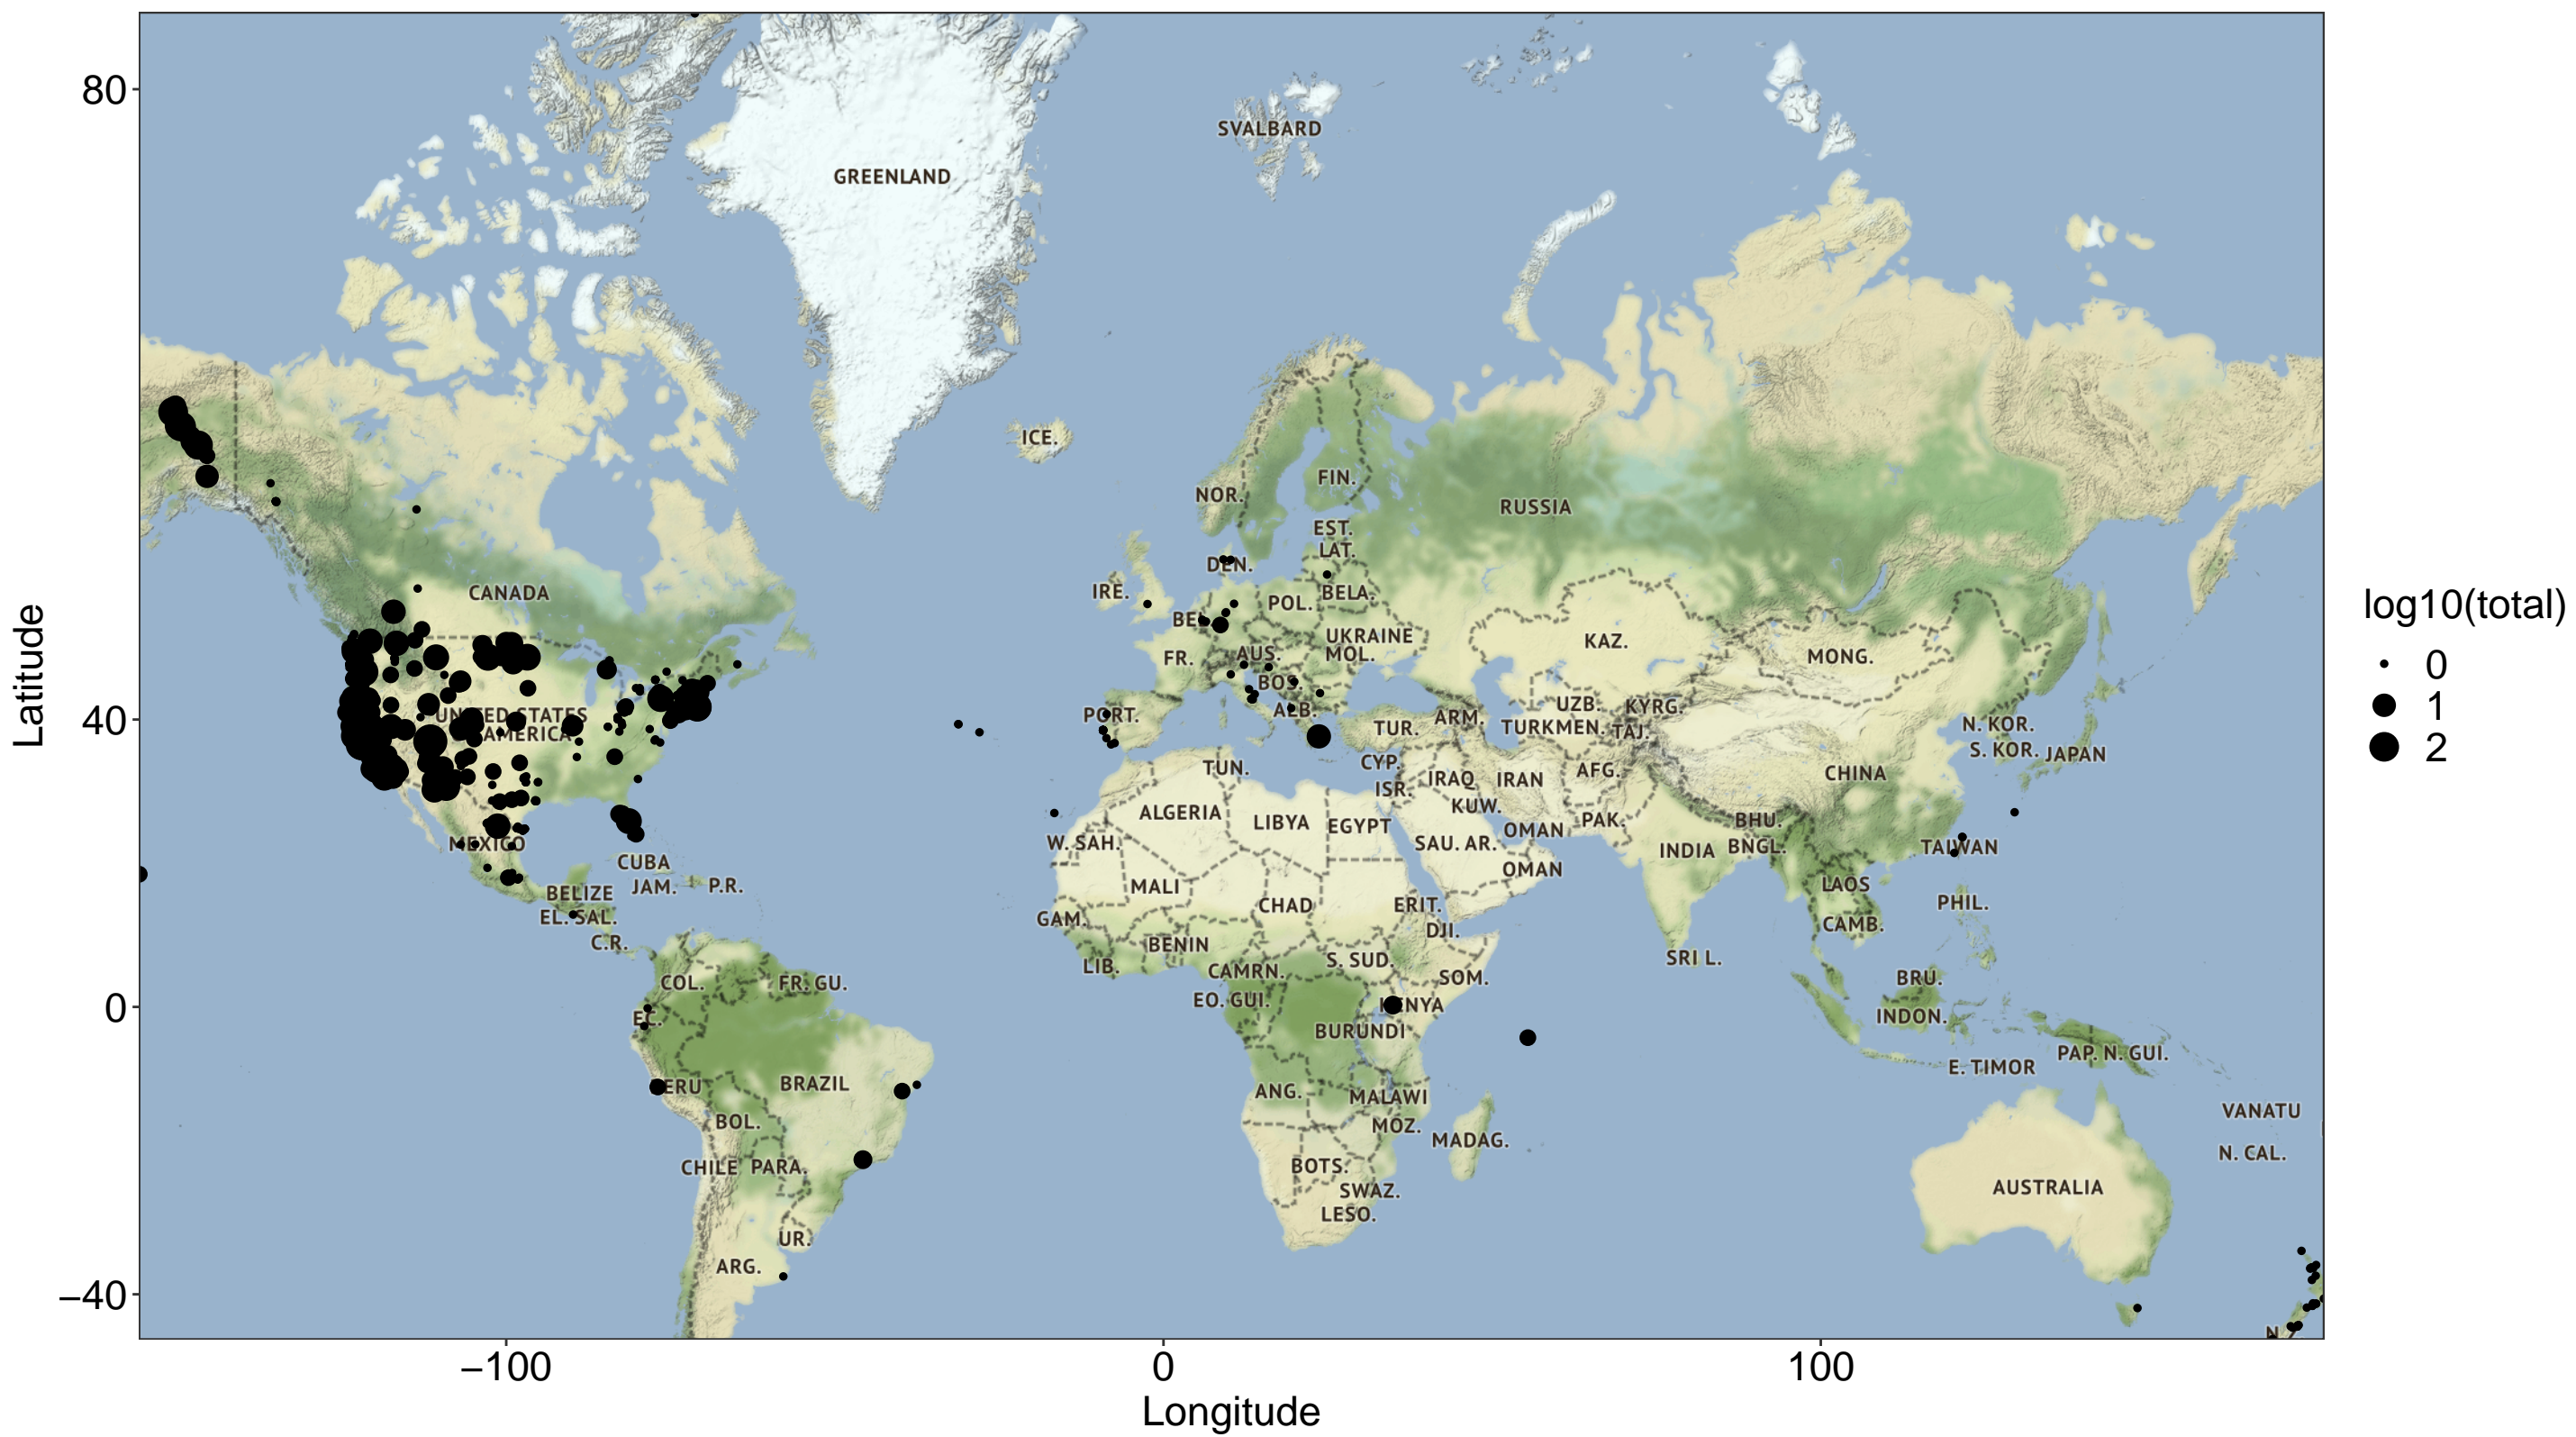 80
40
0
−40
Latitude
−100
0
100
Longitude
log10(total)
0
1
2
SVALBARD
GREENLAND
ICE.
FIN.
NOR.
RUSSIA
EST.
LAT.
DEN.
IRE.
CANADA
BELA.
POL.
BEL
UKRAINE
KAZ.
FR.
AUS.
MOL.
MONG.
BOS.
UZB.
KYRG.
PORT.
ALB.
ARM.
UNITED STATES
AMERICA
TUR.
TURKMEN.
TAJ.
N. KOR.
S. KOR.
JAPAN
TUN.
CYP.
IRAQ
IRAN
AFG.
CHINA
ISR.
KUW.
ALGERIA
LIBYA
EGYPT
OMAN
PAK.
BHU.
W. SAH.
SAU. AR.
INDIA
BNGL.
TAIWAN
MEXICO
CUBA
OMAN
JAM.
P.R.
BELIZE
MALI
LAOS
EL. SAL.
GAM.
CHAD
ERIT.
PHIL.
C.R.
BENIN
DJI.
CAMB.
LIB.
CAMRN.
S. SUD.
SRI L.
COL.
FR. GU.
SOM.
BRU.
EC.
EO. GUI.
KENYA
INDON.
BURUNDI
PAP. N. GUI.
E. TIMOR
PERU
BRAZIL
ANG.
MALAWI
VANATU
BOL.
MOZ.
MADAG.
N. CAL.
CHILE
PARA.
BOTS.
AUSTRALIA
SWAZ.
LESO.
UR.
ARG.
N